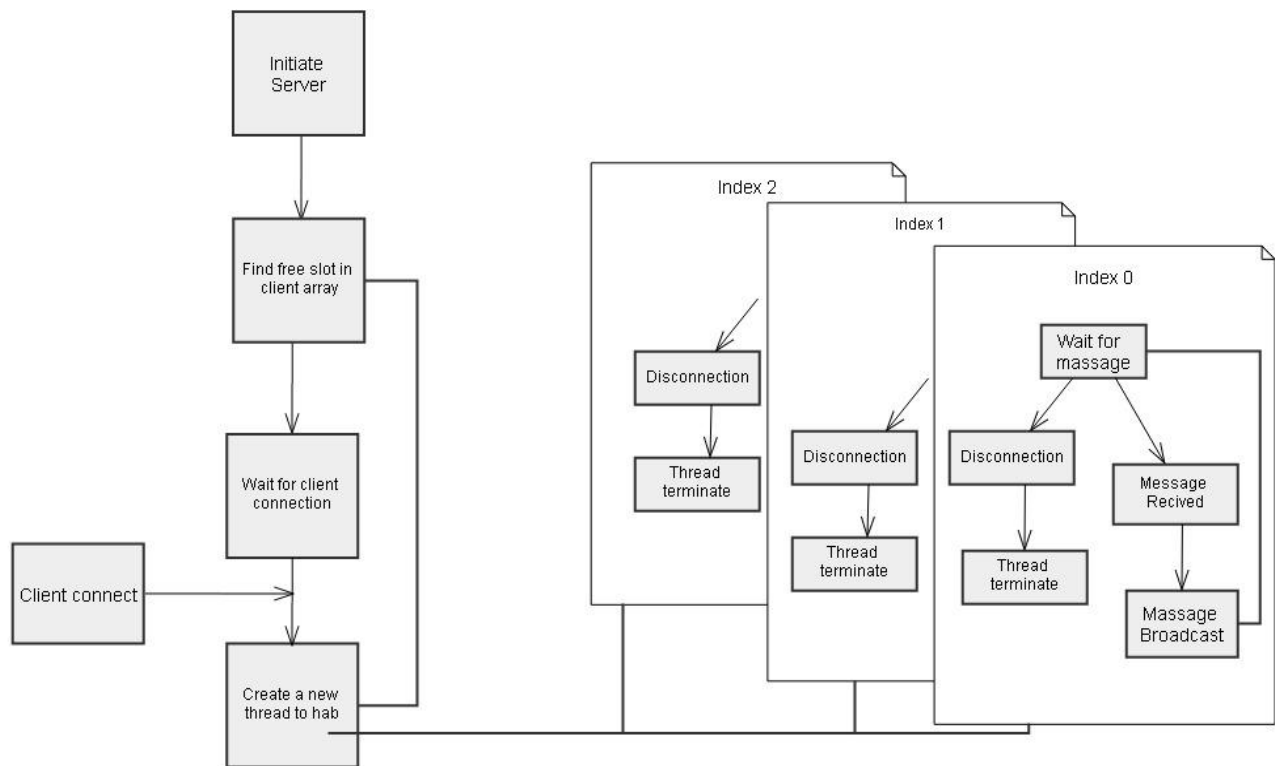 Initiate
Server
Find free slot in
client array
Wait for client
connection
Client connect
Create a new
thread to hab
Index 2
Disconnection
Thread
terminate
Index 1
Disconnection
Thread
terminate
Index 0
Wait for
massage
Disconnection
Thread
terminate
Message
Recived
Massage
Broadcast